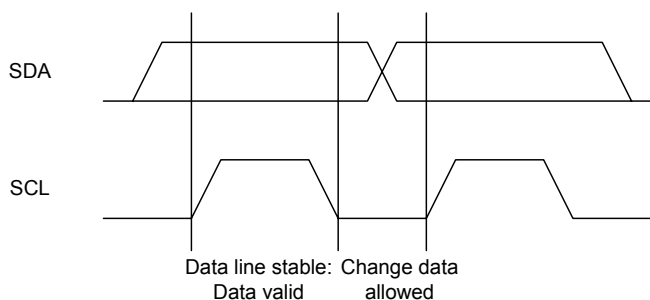 SDA
SCL
Data line stable: Change data
Data valid allowed